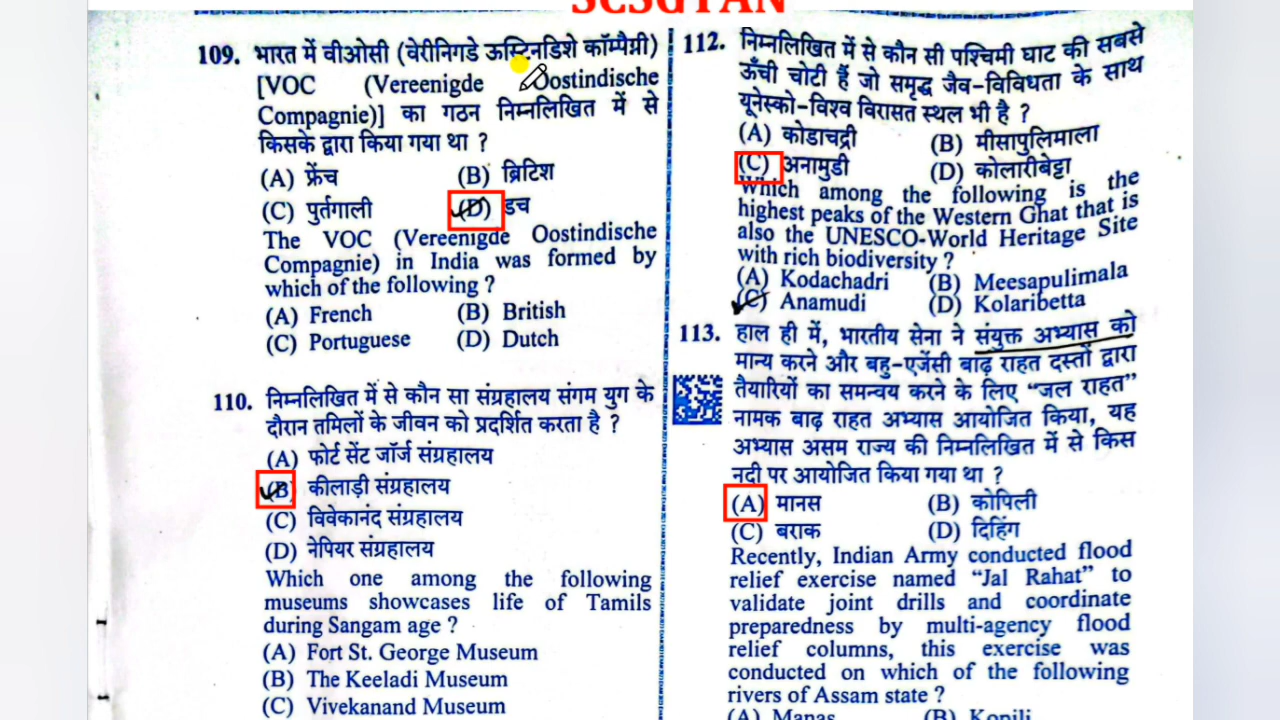 SCSGYAN
109. भारत में वीओसी (वेरीनिगडे ऊस्टिनडिशे कॉम्पैग्नी)
[VOC (Vereenigde Oostindische
Compagnie)] का गठन निम्नलिखित में से
किसके द्वारा किया गया था ?
(A) फ्रेंच (B) ब्रिटिश
(C) पुर्तगाली (D) डच
The VOC (Vereenigde Oostindische
Compagnie) in India was formed by
which of the following ?
(A) French (B) British
(C) Portuguese (D) Dutch
110. निम्नलिखित में से कौन सा संग्रहालय संगम युग के
दौरान तमिलों के जीवन को प्रदर्शित करता है ?
(A) फोर्ट सेंट जॉर्ज संग्रहालय
(B) कीलाड़ी संग्रहालय
(C) विवेकानंद संग्रहालय
(D) नेपियर संग्रहालय
Which one among the following
museums showcases life of Tamils
during Sangam age ?
(A) Fort St. George Museum
(B) The Keeladi Museum
(C) Vivekanand Museum
112. निम्नलिखित में से कौन सी पश्चिमी घाट की सबसे
ऊँची चोटी हैं जो समृद्ध जैव-विविधता के साथ
यूनेस्को-विश्व विरासत स्थल भी है ?
(A) कोडाचद्री (B) मीसापुलिमाला
(C) अनामुडी (D) कोलारीबेट्टा
Which among the following is the
highest peaks of the Western Ghat that is
also the UNESCO-World Heritage Site
with rich biodiversity ?
(A) Kodachadri (B) Meesapulimala
(C) Anamudi (D) Kolaribetta
113. हाल ही में, भारतीय सेना ने संयुक्त अभ्यास को
मान्य करने और बहु-एजेंसी बाढ़ राहत दस्तों द्वारा
तैयारियों का समन्वय करने के लिए "जल राहत"
नामक बाढ़ राहत अभ्यास आयोजित किया, यह
अभ्यास असम राज्य की निम्नलिखित में से किस
नदी पर आयोजित किया गया था ?
(A) मानस (B) कोपिली
(C) बराक (D) दिहिंग
Recently, Indian Army conducted flood
relief exercise named "Jal Rahat" to
validate joint drills and coordinate
preparedness by multi-agency flood
relief columns, this exercise was
conducted on which of the following
rivers of Assam state ?
(A) Manas (B) Kopili